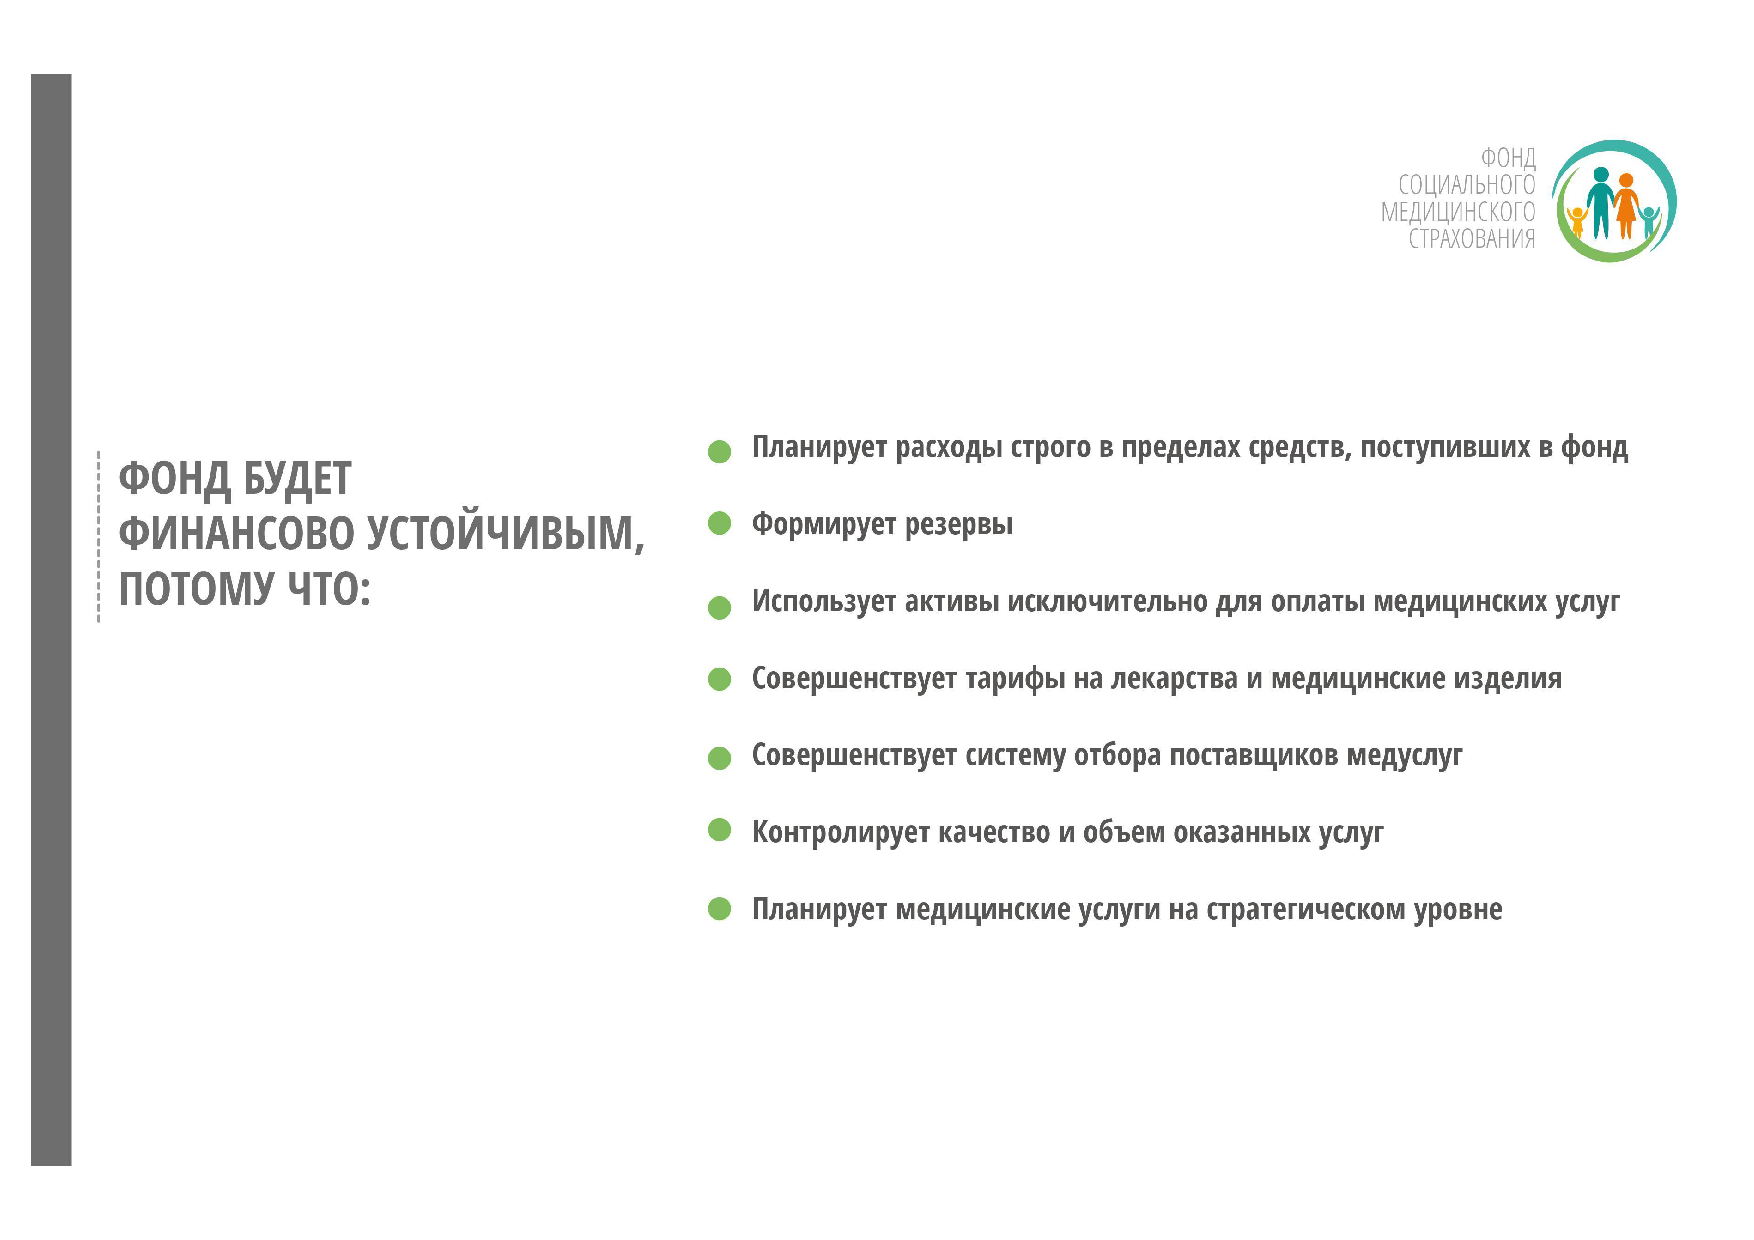 ФОНД
СОЦИАЛЬНОГО
МЕДИЦИНСКОГО
СТРАХОВАНИЯ
ФОНД БУДЕТ
ФИНАНСОВО УСТОЙЧИВЫМ,
ПОТОМУ ЧТО:
Планирует расходы строго в пределах средств, поступивших в фонд
Формирует резервы
Использует активы исключительно для оплаты медицинских услуг
Совершенствует тарифы на лекарства и медицинские изделия
Совершенствует систему отбора поставщиков медуслуг
Контролирует качество и объем оказанных услуг
Планирует медицинские услуги на стратегическом уровне